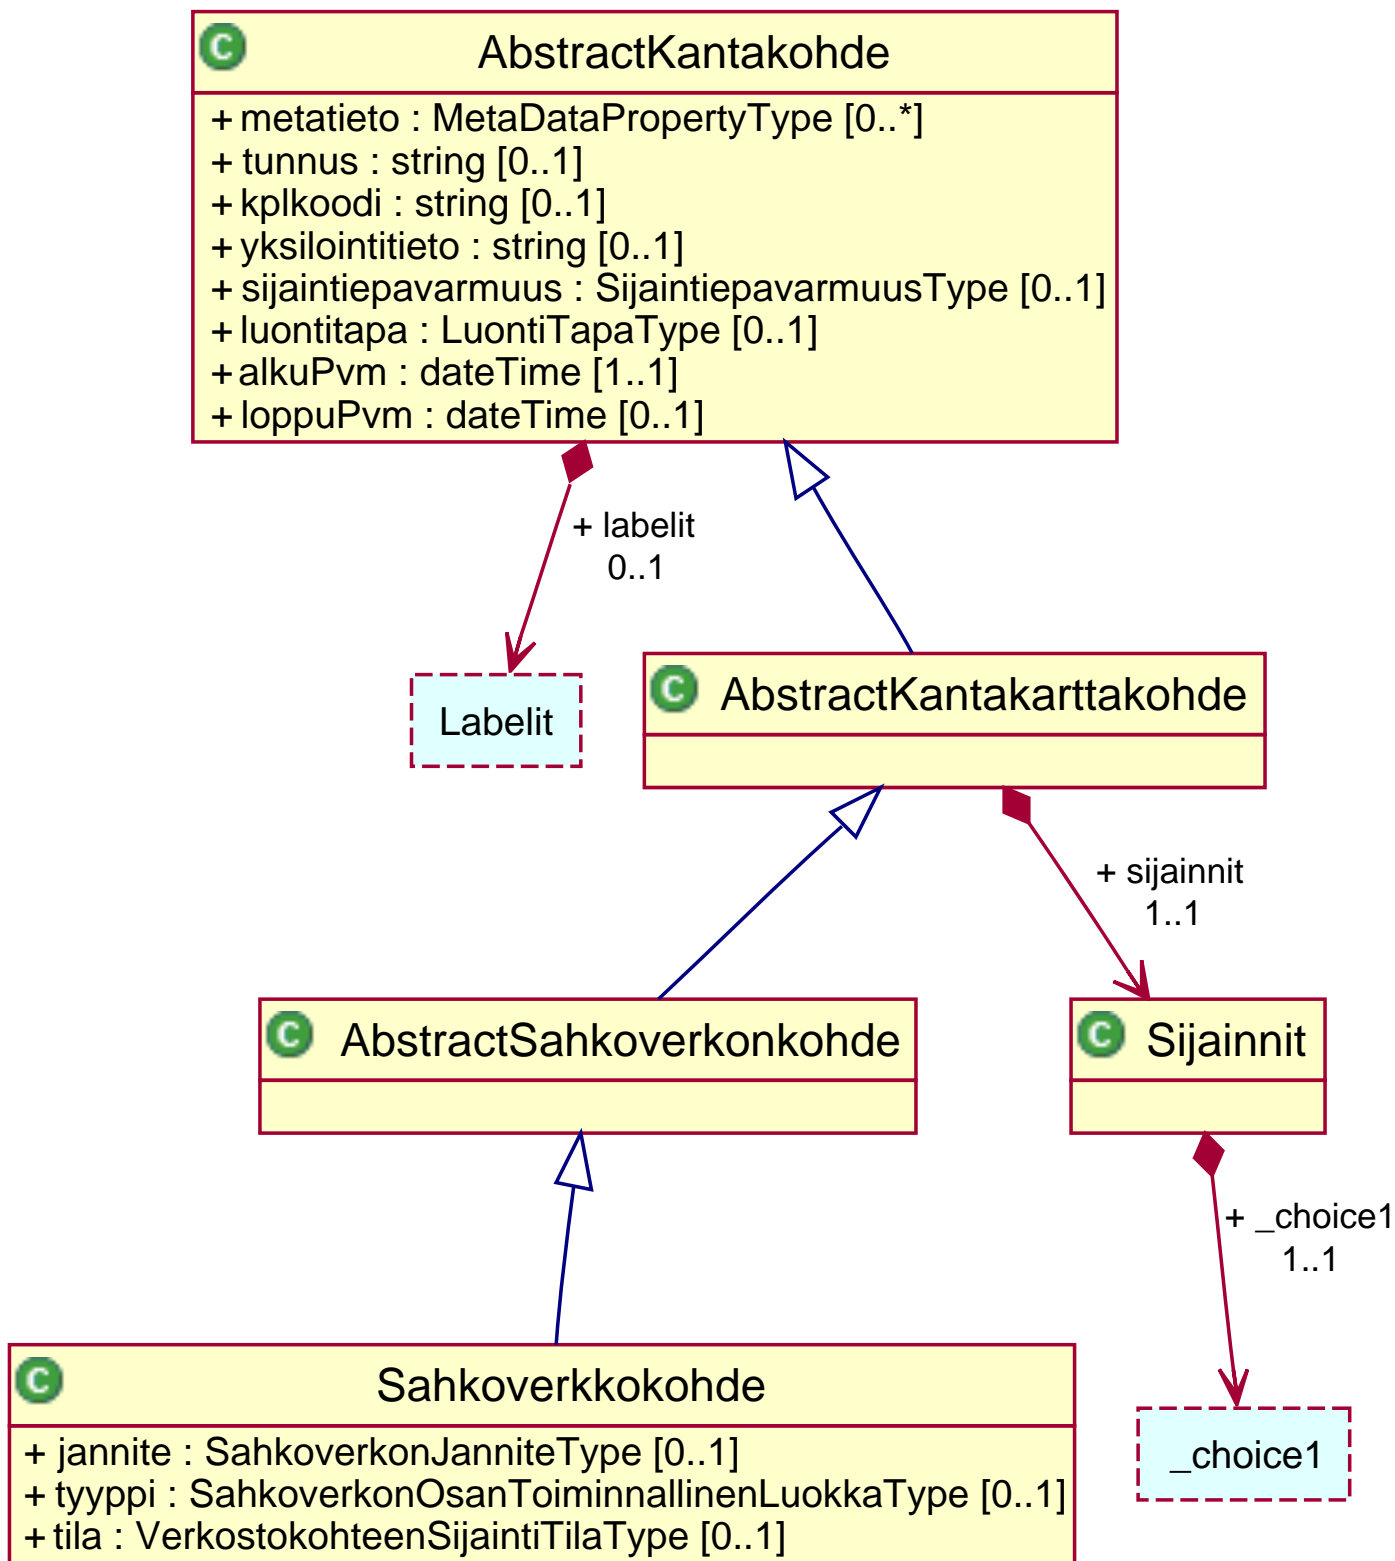 C AbstractKantakohde
+ metatieto : MetaDataPropertyType [0..*]
+ tunnus : string [0..1]
+ kplkoodi : string [0..1]
+ yksilointitieto : string [0..1]
+ sijaintiepavarmuus : SijaintiepavarmuusType [0..1]
+ luontitapa : LuontiTapaType [0..1]
+ alkuPvm : dateTime [1..1]
+ loppuPvm : dateTime [0..1]
+ labelit
0..1
Labelit
C AbstractKantakarttakohde
+ sijainnit
1..1
C AbstractSahkoverkonkohde
C Sijainnit
+ _choice1
1..1
C Sahkoverkkokohde
+ jannite : SahkoverkonJanniteType [0..1]
+ tyyppi : SahkoverkonOsanToiminnallinenLuokkaType [0..1]
+ tila : VerkostokohteenSijaintiTilaType [0..1]
_choice1